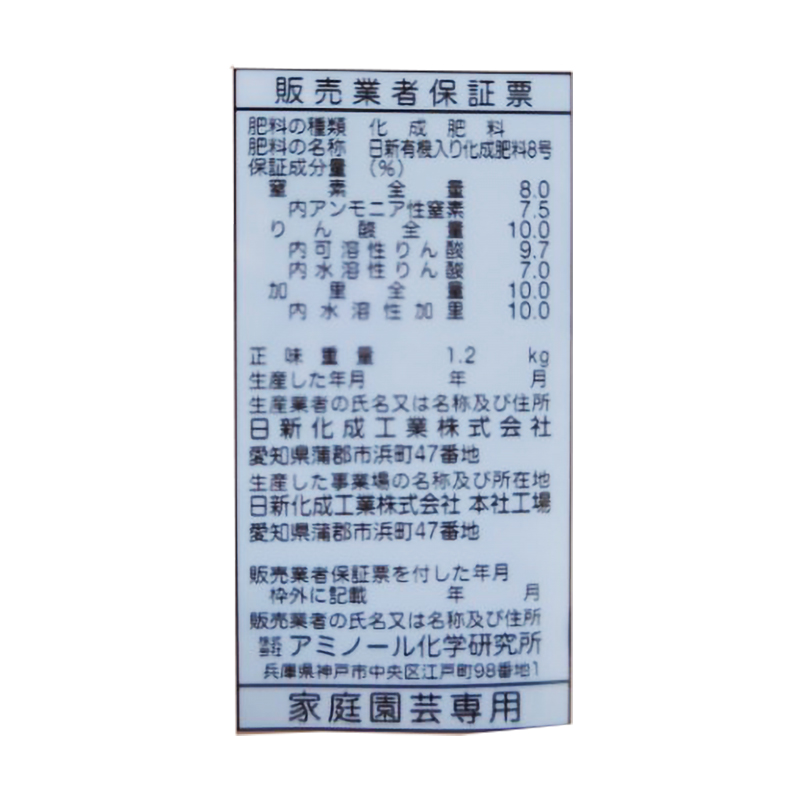 販売業者保証票
肥料の種類 化成肥料
肥料の名称 日新有機入り化成肥料8号
保証成分量 (%)
窒素全量 8.0
内アンモニア性窒素 7.5
りん酸全量 10.0
内可溶性りん酸 9.7
内水溶性りん酸 7.0
加里全量 10.0
内水溶性加里 10.0
正味重量 1.2 kg
生産した年月 年 月
生産業者の氏名又は名称及び住所
日新化成工業株式会社
愛知県蒲郡市浜町47番地
生産した事業場の名称及び所在地
日新化成工業株式会社 本社工場
愛知県蒲郡市浜町47番地
販売業者保証票を付した年月
枠外に記載 年 月
販売業者の氏名又は名称及び住所
株式会社 アミノール化学研究所
兵庫県神戸市中央区江戸町98番地1
家庭園芸専用